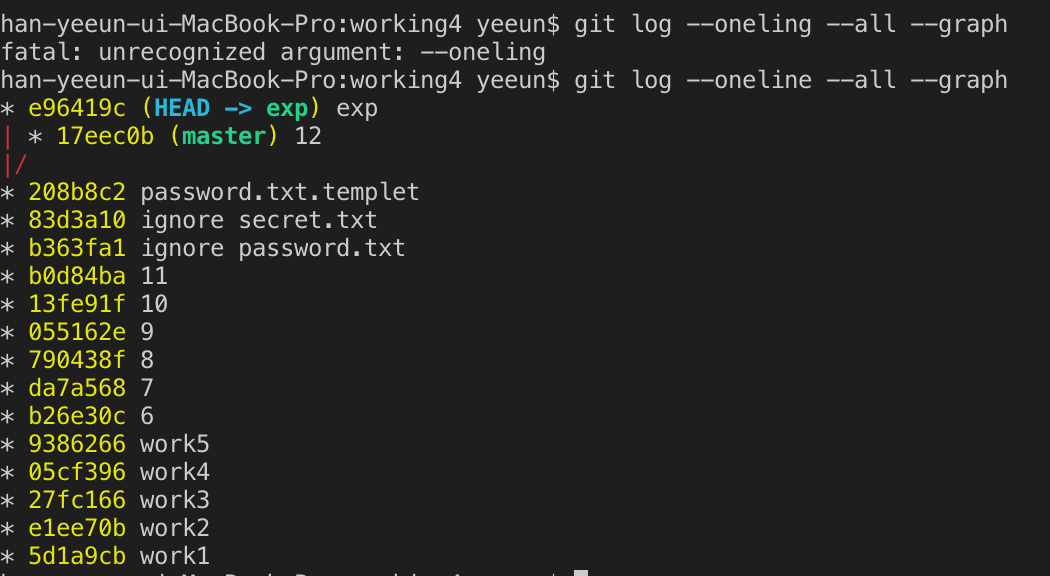 han-yeeun-ui-MacBook-Pro:working4 yeeun$ git log --oneling --all --graph
fatal: unrecognized argument: --oneling
han-yeeun-ui-MacBook-Pro:working4 yeeun$ git log --oneline --all --graph
* e96419c (HEAD -> exp) exp
| * 17eec0b (master) 12
|/
* 208b8c2 password.txt.templet
* 83d3a10 ignore secret.txt
* b363fa1 ignore password.txt
* b0d84ba 11
* 13fe91f 10
* 055162e 9
* 790438f 8
* da7a568 7
* b26e30c 6
* 9386266 work5
* 05cf396 work4
* 27fc166 work3
* e1ee70b work2
* 5d1a9cb work1